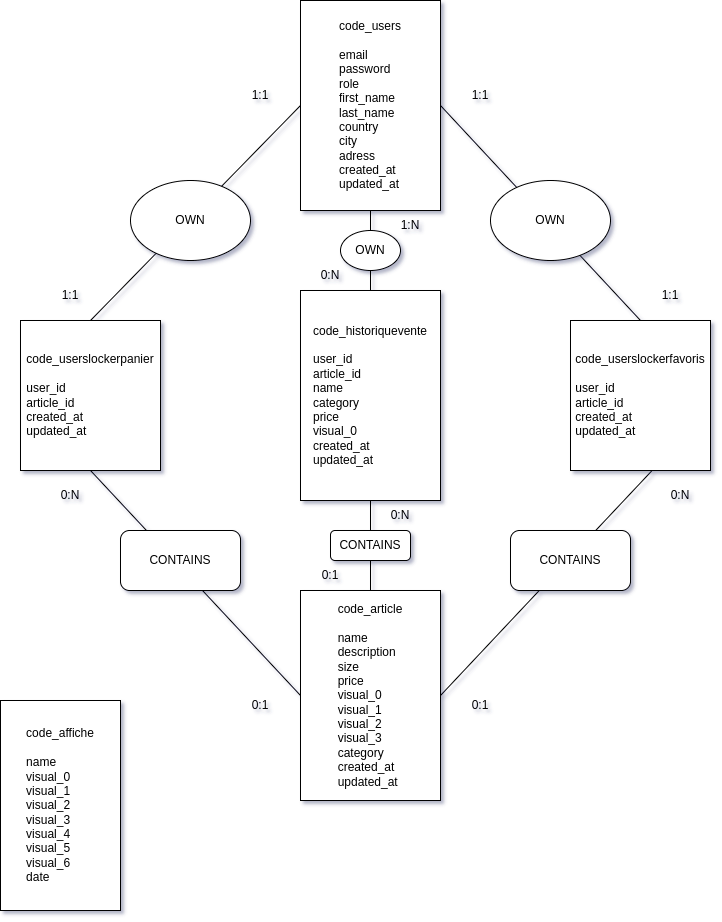 code_users
email
password
role
first_name
last_name
country
city
adress
created_at
updated_at
1:1
1:1
OWN
OWN
1:N
OWN
0:N
1:1
1:1
code_userslockerpanier
user_id
article_id
created_at
updated_at
code_historiquevente
user_id
article_id
name
category
price
visual_0
created_at
updated_at
code_userslockerfavoris
user_id
article_id
created_at
updated_at
0:N
0:N
0:N
CONTAINS
CONTAINS
CONTAINS
0:1
code_article
name
description
size
price
visual_0
visual_1
visual_2
visual_3
category
created_at
updated_at
0:1
0:1
code_affiche
name
visual_0
visual_1
visual_2
visual_3
visual_4
visual_5
visual_6
date